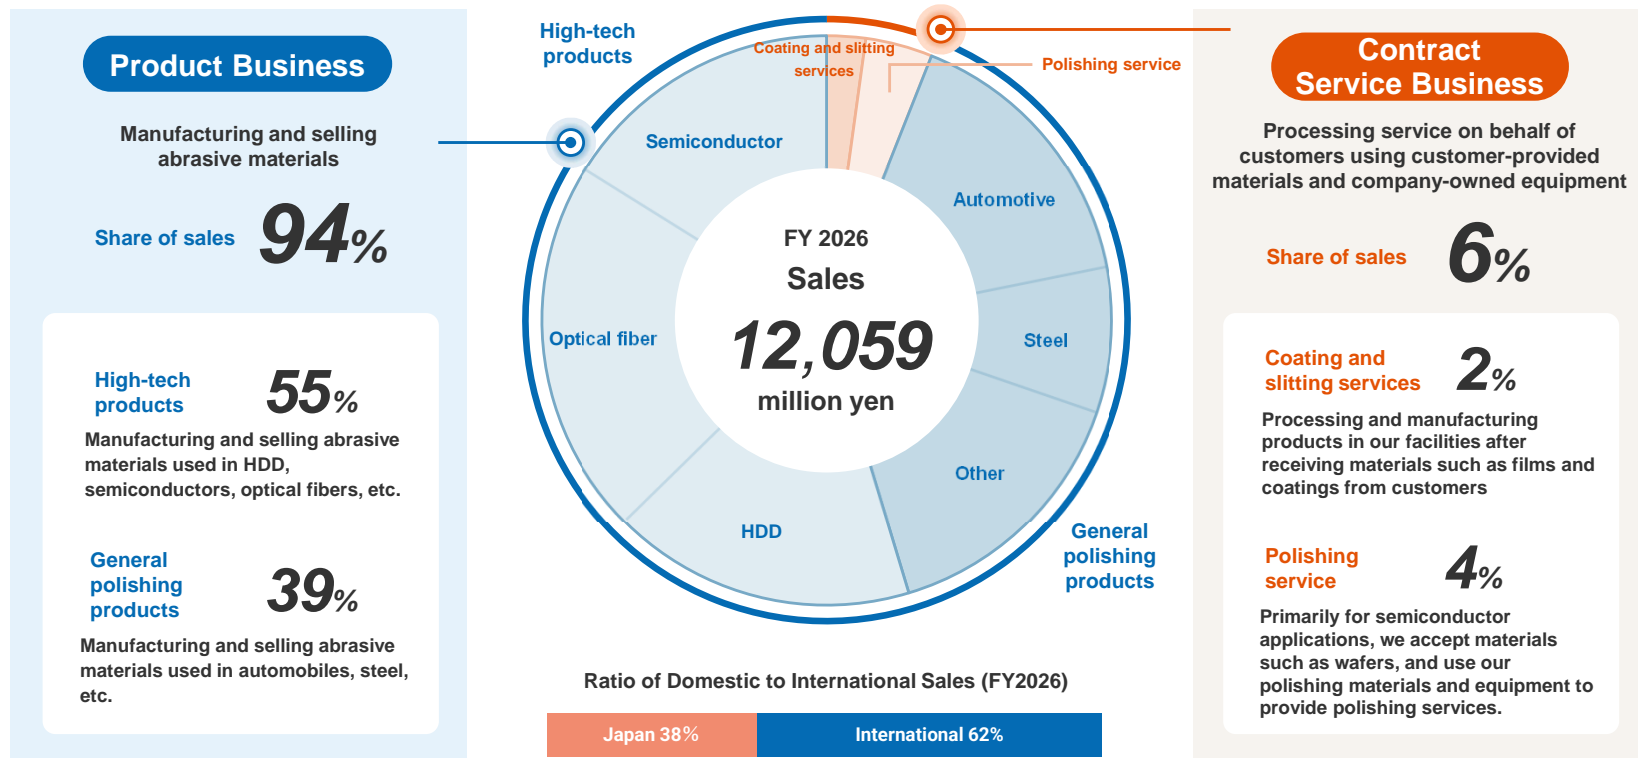 Product Business
Manufacturing and selling
abrasive materials
Share of sales 94%
High-tech
products
55%
Manufacturing and selling abrasive
materials used in HDD,
semiconductors, optical fibers, etc.
General
polishing
products
39%
Manufacturing and selling abrasive
materials used in automobiles, steel,
etc.
High-tech
products
Coating and slitting
services
Polishing service
Semiconductor
Automotive
Optical fiber
Steel
HDD
Other
General
polishing
products
FY 2026
Sales
12,059
million yen
Ratio of Domestic to International Sales (FY2026)
Japan 38%
International 62%
Contract
Service Business
Processing service on behalf of
customers using customer-provided
materials and company-owned equipment
Share of sales 6%
Coating and
slitting services
2%
Processing and manufacturing
products in our facilities after
receiving materials such as films and
coatings from customers
Polishing
service
4%
Primarily for semiconductor
applications, we accept materials
such as wafers, and use our
polishing materials and equipment to
provide polishing services.